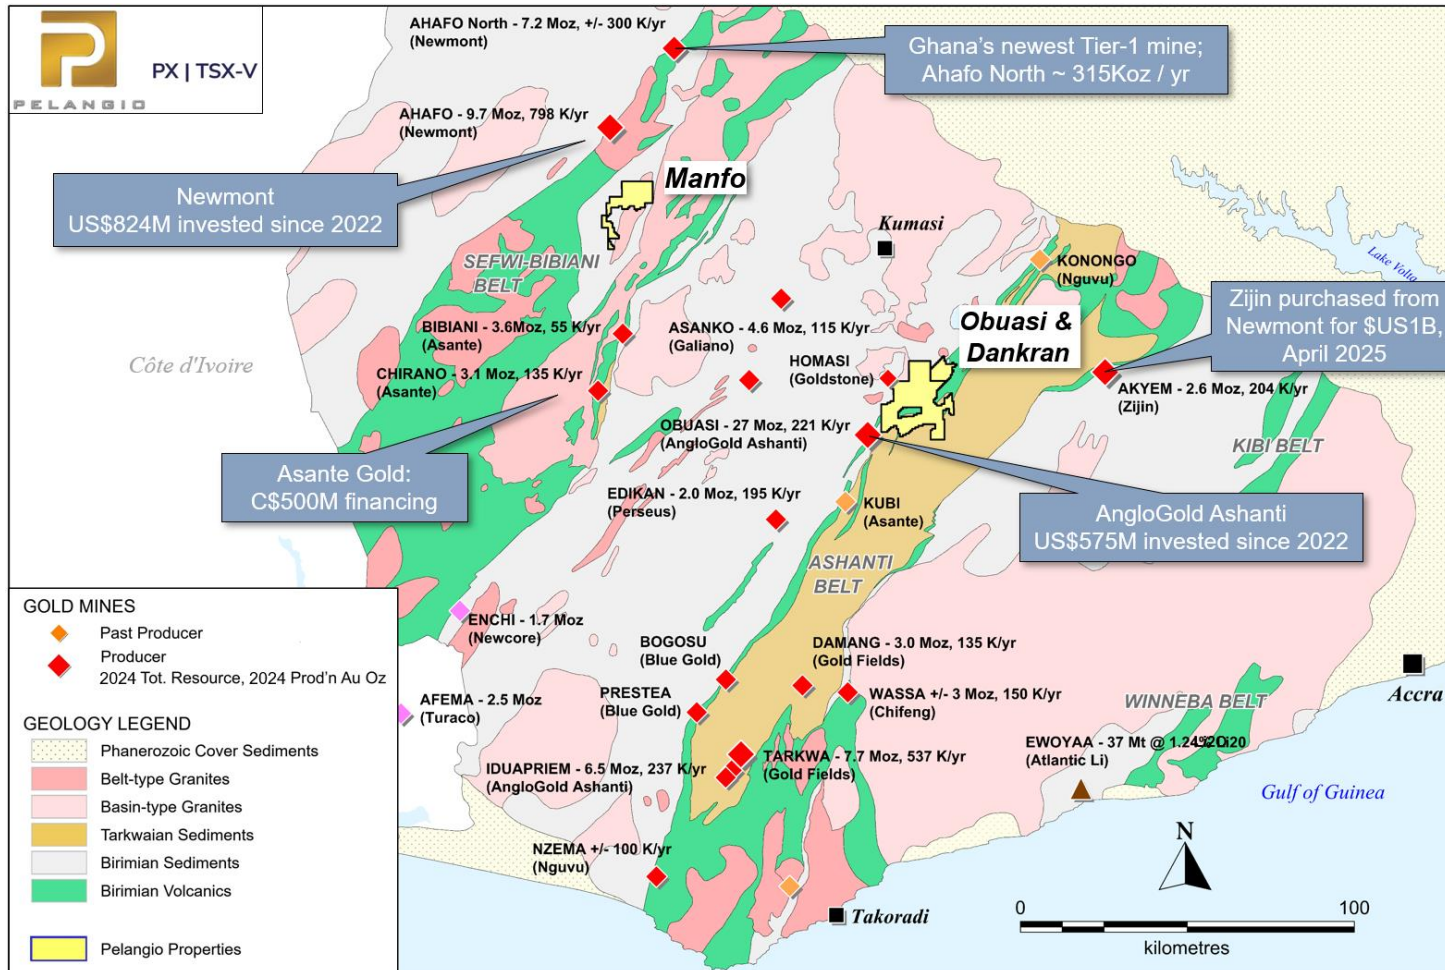 PELANGIO
PX | TSX-V
AHAFO North - 7.2 Moz, +/- 300 K/yr
(Newmont)
Ghana's newest Tier-1 mine;
Ahafo North ~ 315Koz / yr
AHAFO - 9.7 Moz, 798 K/yr
(Newmont)
Newmont
US$824M invested since 2022
Manfo
Kumasi
SEFWI-BIBIANI
BELT
KONONGO
(Nguvu)
Lake Volta
Zijin purchased from
Newmont for $US1B,
April 2025
Côte d'Ivoire
BIBIANI - 3.6Moz, 55 K/yr
(Asante)
ASANKO - 4.6 Moz, 115 K/yr
(Galiano)
Obuasi &
Dankran
HOMASI
(Goldstone)
CHIRANO - 3.1 Moz, 135 K/yr
(Asante)
AKYEM - 2.6 Moz, 204 K/yr
(Zijin)
OBUASI - 27 Moz, 221 K/yr
(AngloGold Ashanti)
KIBI BELT
Asante Gold:
C$500M financing
EDIKAN - 2.0 Moz, 195 K/yr
(Perseus)
KUBI
(Asante)
AngloGold Ashanti
US$575M invested since 2022
ASHANTI
BELT
ENCHI - 1.7 Moz
(Newcore)
BOGOSU
(Blue Gold)
DAMANG - 3.0 Moz, 135 K/yr
(Gold Fields)
AFEMA - 2.5 Moz
(Turaco)
PRESTEA
(Blue Gold)
WASSA +/- 3 Moz, 150 K/yr
(Chifeng)
WINNEBA BELT
Accra
EWOYAA - 37 Mt @ 1.24% Li20
(Atlantic Li)
IDUAPRIEM - 6.5 Moz, 237 K/yr
(AngloGold Ashanti)
TARKWA - 7.7 Moz, 537 K/yr
(Gold Fields)
Gulf of Guinea
NZEMA +/- 100 K/yr
(Nguvu)
Takoradi
N
0 100
kilometres
GOLD MINES
Past Producer
Producer
2024 Tot. Resource, 2024 Prod'n Au Oz
GEOLOGY LEGEND
Phanerozoic Cover Sediments
Belt-type Granites
Basin-type Granites
Tarkwaian Sediments
Birimian Sediments
Birimian Volcanics
Pelangio Properties